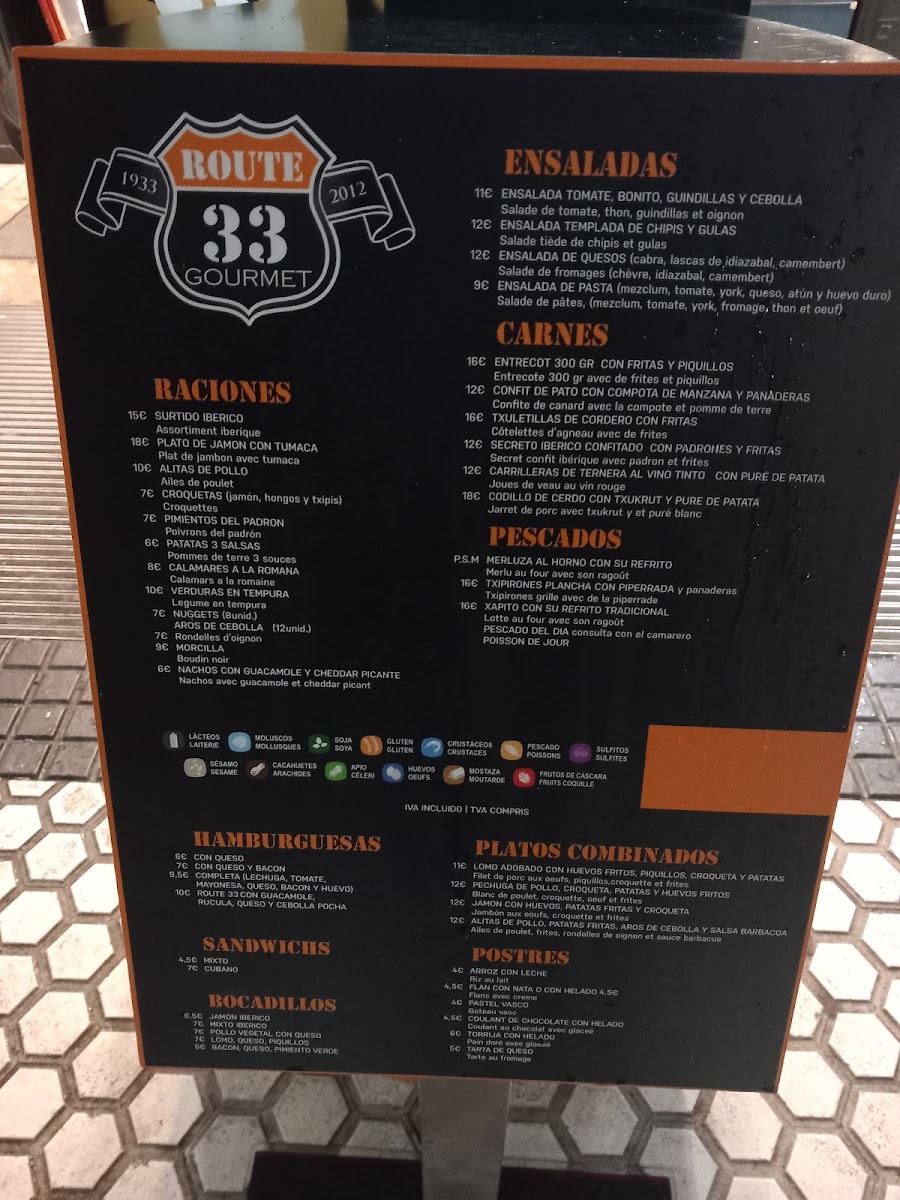 1933
ROUTE
2012
33
GOURMET
RACIONES
15€ SURTIDO IBERICO
Assortiment iberique
18€ PLATO DE JAMON CON TUMACA
Plat de jambon avec tumaca
10€ ALITAS DE POLLO
Ailes de poulet
7€ CROQUETAS (jamón, hongos y txipis)
Croquettes
7€ PIMIENTOS DEL PADRON
Poivrons del padrón
6€ PATATAS 3 SALSAS
Pommes de terre 3 souces
8€ CALAMARES A LA ROMANA
Calamars a la romaine
10€ VERDURAS EN TEMPURA
Legume en tempura
7€ NUGGETS (8unid.)
AROS DE CEBOLLA (12unid.)
7€ Rondelles d'oignon
9€ MORCILLA
Boudin noir
6€ NACHOS CON GUACAMOLE Y CHEDDAR PICANTE
Nachos avec guacamole et cheddar picant
ENSALADAS
11€ ENSALADA TOMATE, BONITO, GUINDILLAS Y CEBOLLA
Salade de tomate, thon, guindillas et oignon
12€ ENSALADA TEMPLADA DE CHIPIS Y GULAS
Salade tiède de chipis et gulas
12€ ENSALADA DE QUESOS (cabra, lascas de idiazabal, camembert)
Salade de fromages (chèvre, idiazabal, camembert)
9€ ENSALADA DE PASTA (mezclum, tomate, york, queso, atún y huevo duro)
Salade de pâtes, (mezclum, tomate, york, fromage, thon et oeuf)
CARNES
16€ ENTRECOT 300 GR CON FRITAS Y PIQUILLOS
Entrecote 300 gr avec de frites et piquillos
12€ CONFIT DE PATO CON COMPOTA DE MANZANA Y PANADERAS
Confite de canard avec la compote et pomme de terre
16€ TXULETILLAS DE CORDERO CON FRITAS
Côtelettes d'agneau avec de frites
12€ SECRETO IBERICO CONFITADO CON PADRONES Y FRITAS
Secret confit ibérique avec padron et frites
12€ CARRILLERAS DE TERNERA AL VINO TINTO CON PURE DE PATATA
Joues de veau au vin rouge
18€ CODILLO DE CERDO CON TXUKRUT Y PURE DE PATATA
Jarret de porc avec txukrut y et puré blanc
PESCADOS
P.S.M MERLUZA AL HORNO CON SU REFRITO
Merlu au four avec son ragoût
16€ TXIPIRONES PLANCHA CON PIPERRADA y panaderas
Txipirones grille avec de la piperrade
16€ XAPITO CON SU REFRITO TRADICIONAL
Lotte au four avec son ragoût
PESCADO DEL DIA consulta con el camarero
POISSON DE JOUR
LÁCTEOS
LAITERIE
MOLUSCOS
MOLLUSQUES
SOJA
SOYA
GLUTEN
GLUTEN
CRUSTÁCEOS
CRUSTACES
PESCADO
POISSONS
SULFITOS
SULFITES
SÉSAMO
SESAME
CACAHUETES
ARACHIDES
APIO
CÉLERI
HUEVOS
OEUFS
MOSTAZA
MOUTARDE
FRUTOS DE CÁSCARA
FRUITS COQUILLE
IVA INCLUIDO | TVA COMPRIS
HAMBURGUESAS
6€ CON QUESO
7€ CON QUESO Y BACON
9,5€ COMPLETA (LECHUGA, TOMATE,
MAYONESA, QUESO, BACON Y HUEVO)
10€ ROUTE 33 CON GUACAMOLE,
RUCULA, QUESO Y CEBOLLA POCHA
SANDWICHS
4,5€ MIXTO
7€ CUBANO
BOCADILLOS
6,5€ JAMÓN IBERICO
7€ MIXTO IBERICO
7€ POLLO VEGETAL CON QUESO
7€ LOMO, QUESO, PIQUILLOS
6€ BACON, QUESO, PIMIENTO VERDE
PLATOS COMBINADOS
11€ LOMO ADOBADO CON HUEVOS FRITOS, PIQUILLOS, CROQUETA Y PATATAS
Filet de porc aux oeufs, piquillos,croquette et frites
12€ PECHUGA DE POLLO, CROQUETA, PATATAS Y HUEVOS FRITOS
Blanc de poulet, croquette, oeuf et frites
12€ JAMON CON HUEVOS, PATATAS FRITAS Y CROQUETA
Jambón aux eoufs, croquette et frites
12€ ALITAS DE POLLO, PATATAS FRITAS, AROS DE CEBOLLA Y SALSA BARBACOA
Ailes de poulet, frites, rondelles de oignon et sauce barbacue
POSTRES
4€ ARROZ CON LECHE
Riz au lait
4,5€ FLAN CON NATA O CON HELADO 4,5€
Flans avec creme
4€ PASTEL VASCO
Gateau vasc
4,5€ COULANT DE CHOCOLATE CON HELADO
Coulant au chocolat avec glaceé
6€ TORRIJA CON HELADO
Pain doré avec glaseé
5€ TARTA DE QUESO
Tarte au fromage